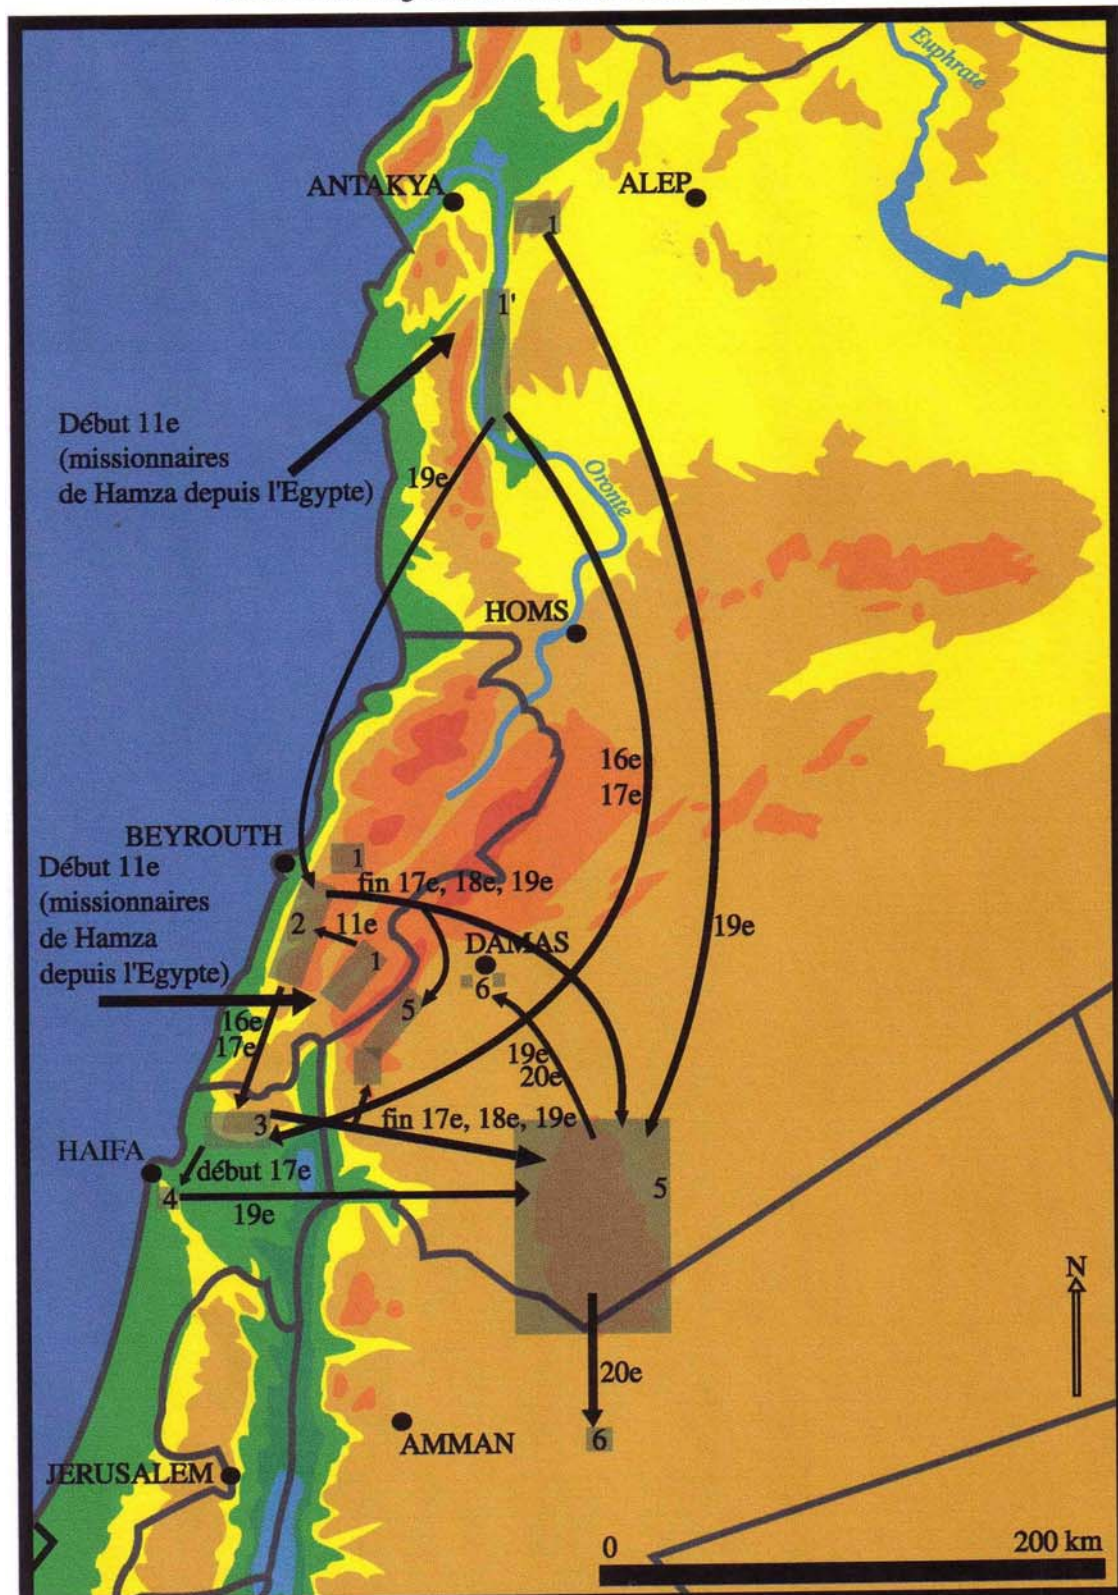 Euphrate
ANTAKYA
ALEP
1
1'
Début 11e
(missionnaires
de Hamza depuis l'Egypte)
19e
Oronte
HOMS
16e
17e
BEYROUTH
1
Début 11e
(missionnaires
de Hamza
depuis l'Egypte)
fin 17e, 18e, 19e
2
11e
1
19e
DAMAS
6
5
16e
17e
19e
20e
3
fin 17e, 18e, 19e
HAIFA
début 17e
4
19e
5
N
20e
6
AMMAN
JERUSALEM
0
200 km